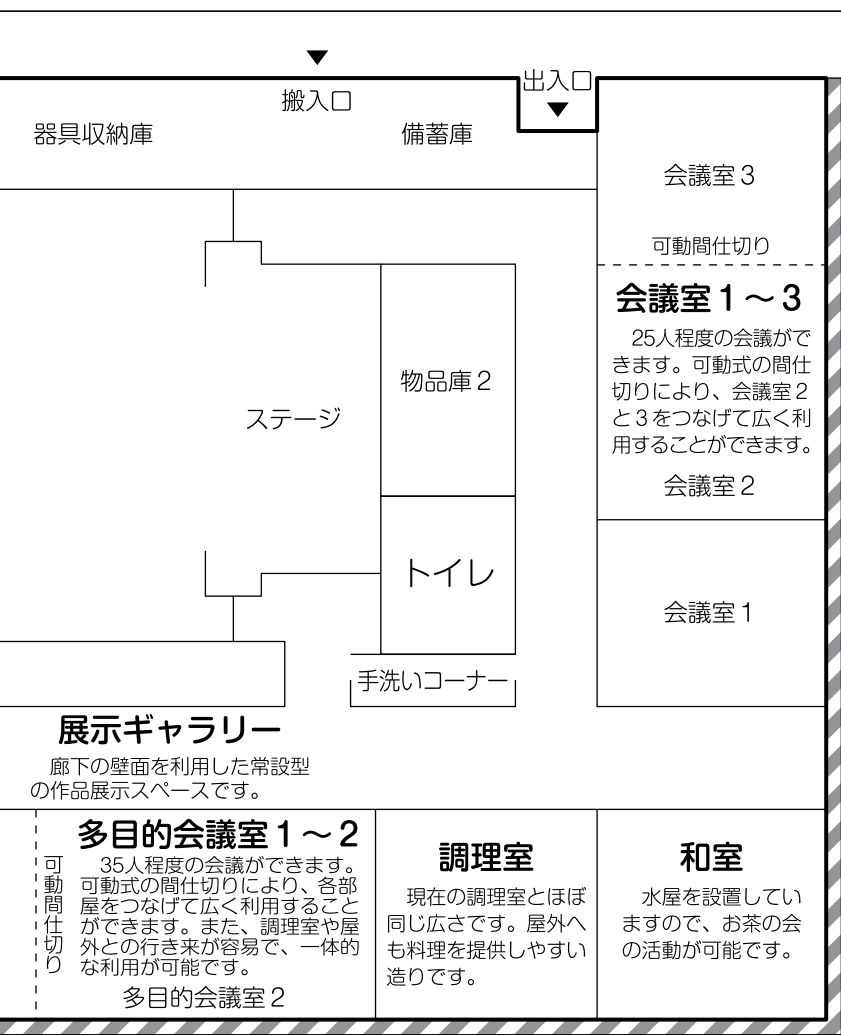 ▼
搬入口
出入口
▼
器具収納庫
備蓄庫
会議室３
可動間仕切り
会議室１～３
25人程度の会議がで
きます。可動式の間仕
切りにより、会議室２
と３をつなげて広く利
用することができます。
会議室２
物品庫２
ステージ
トイレ
会議室１
手洗いコーナー
展示ギャラリー
廊下の壁面を利用した常設型
の作品展示スペースです。
多目的会議室１～２
可動間仕切り
35人程度の会議ができます。
可動式の間仕切りにより、各部
屋をつなげて広く利用すること
ができます。また、調理室や屋
外との行き来が容易で、一体的
な利用が可能です。
多目的会議室２
調理室
現在の調理室とほぼ
同じ広さです。屋外へ
も料理を提供しやすい
造りです。
和室
水屋を設置してい
ますので、お茶の会
の活動が可能です。